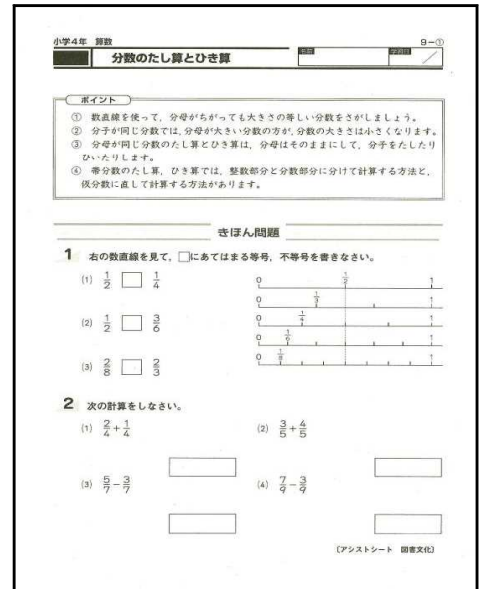 小学4年 算数
9-①
分数のたし算とひき算
名前
ポイント
① 数直線を使って，分母がちがっても大きさの等しい分数をさがしましょう。
② 分子が同じ分数では，分母が大きい分数の方が，分数の大きさは小さくなります。
③ 分母が同じ分数のたし算とひき算は，分母はそのままにして，分子をたしたり
ひいたりします。
④ 帯分数のたし算，ひき算では，整数部分と分数部分に分けて計算する方法と，
仮分数に直して計算する方法があります。
きほん問題
1 右の数直線を見て，□にあてはまる等号，不等号を書きなさい。
(1) 1/2 □ 1/4
(2) 1/2 □ 3/6
(3) 2/8 □ 2/3
0 1/2 1
0 1/3 1
0 1/4 1
0 1/6 1
0 1/8 1
2 次の計算をしなさい。
(1) 2/4 + 1/4
(2) 3/5 + 4/5
(3) 5/7 − 3/7
(4) 7/9 − 3/9
〔アシストシート 図書文化〕